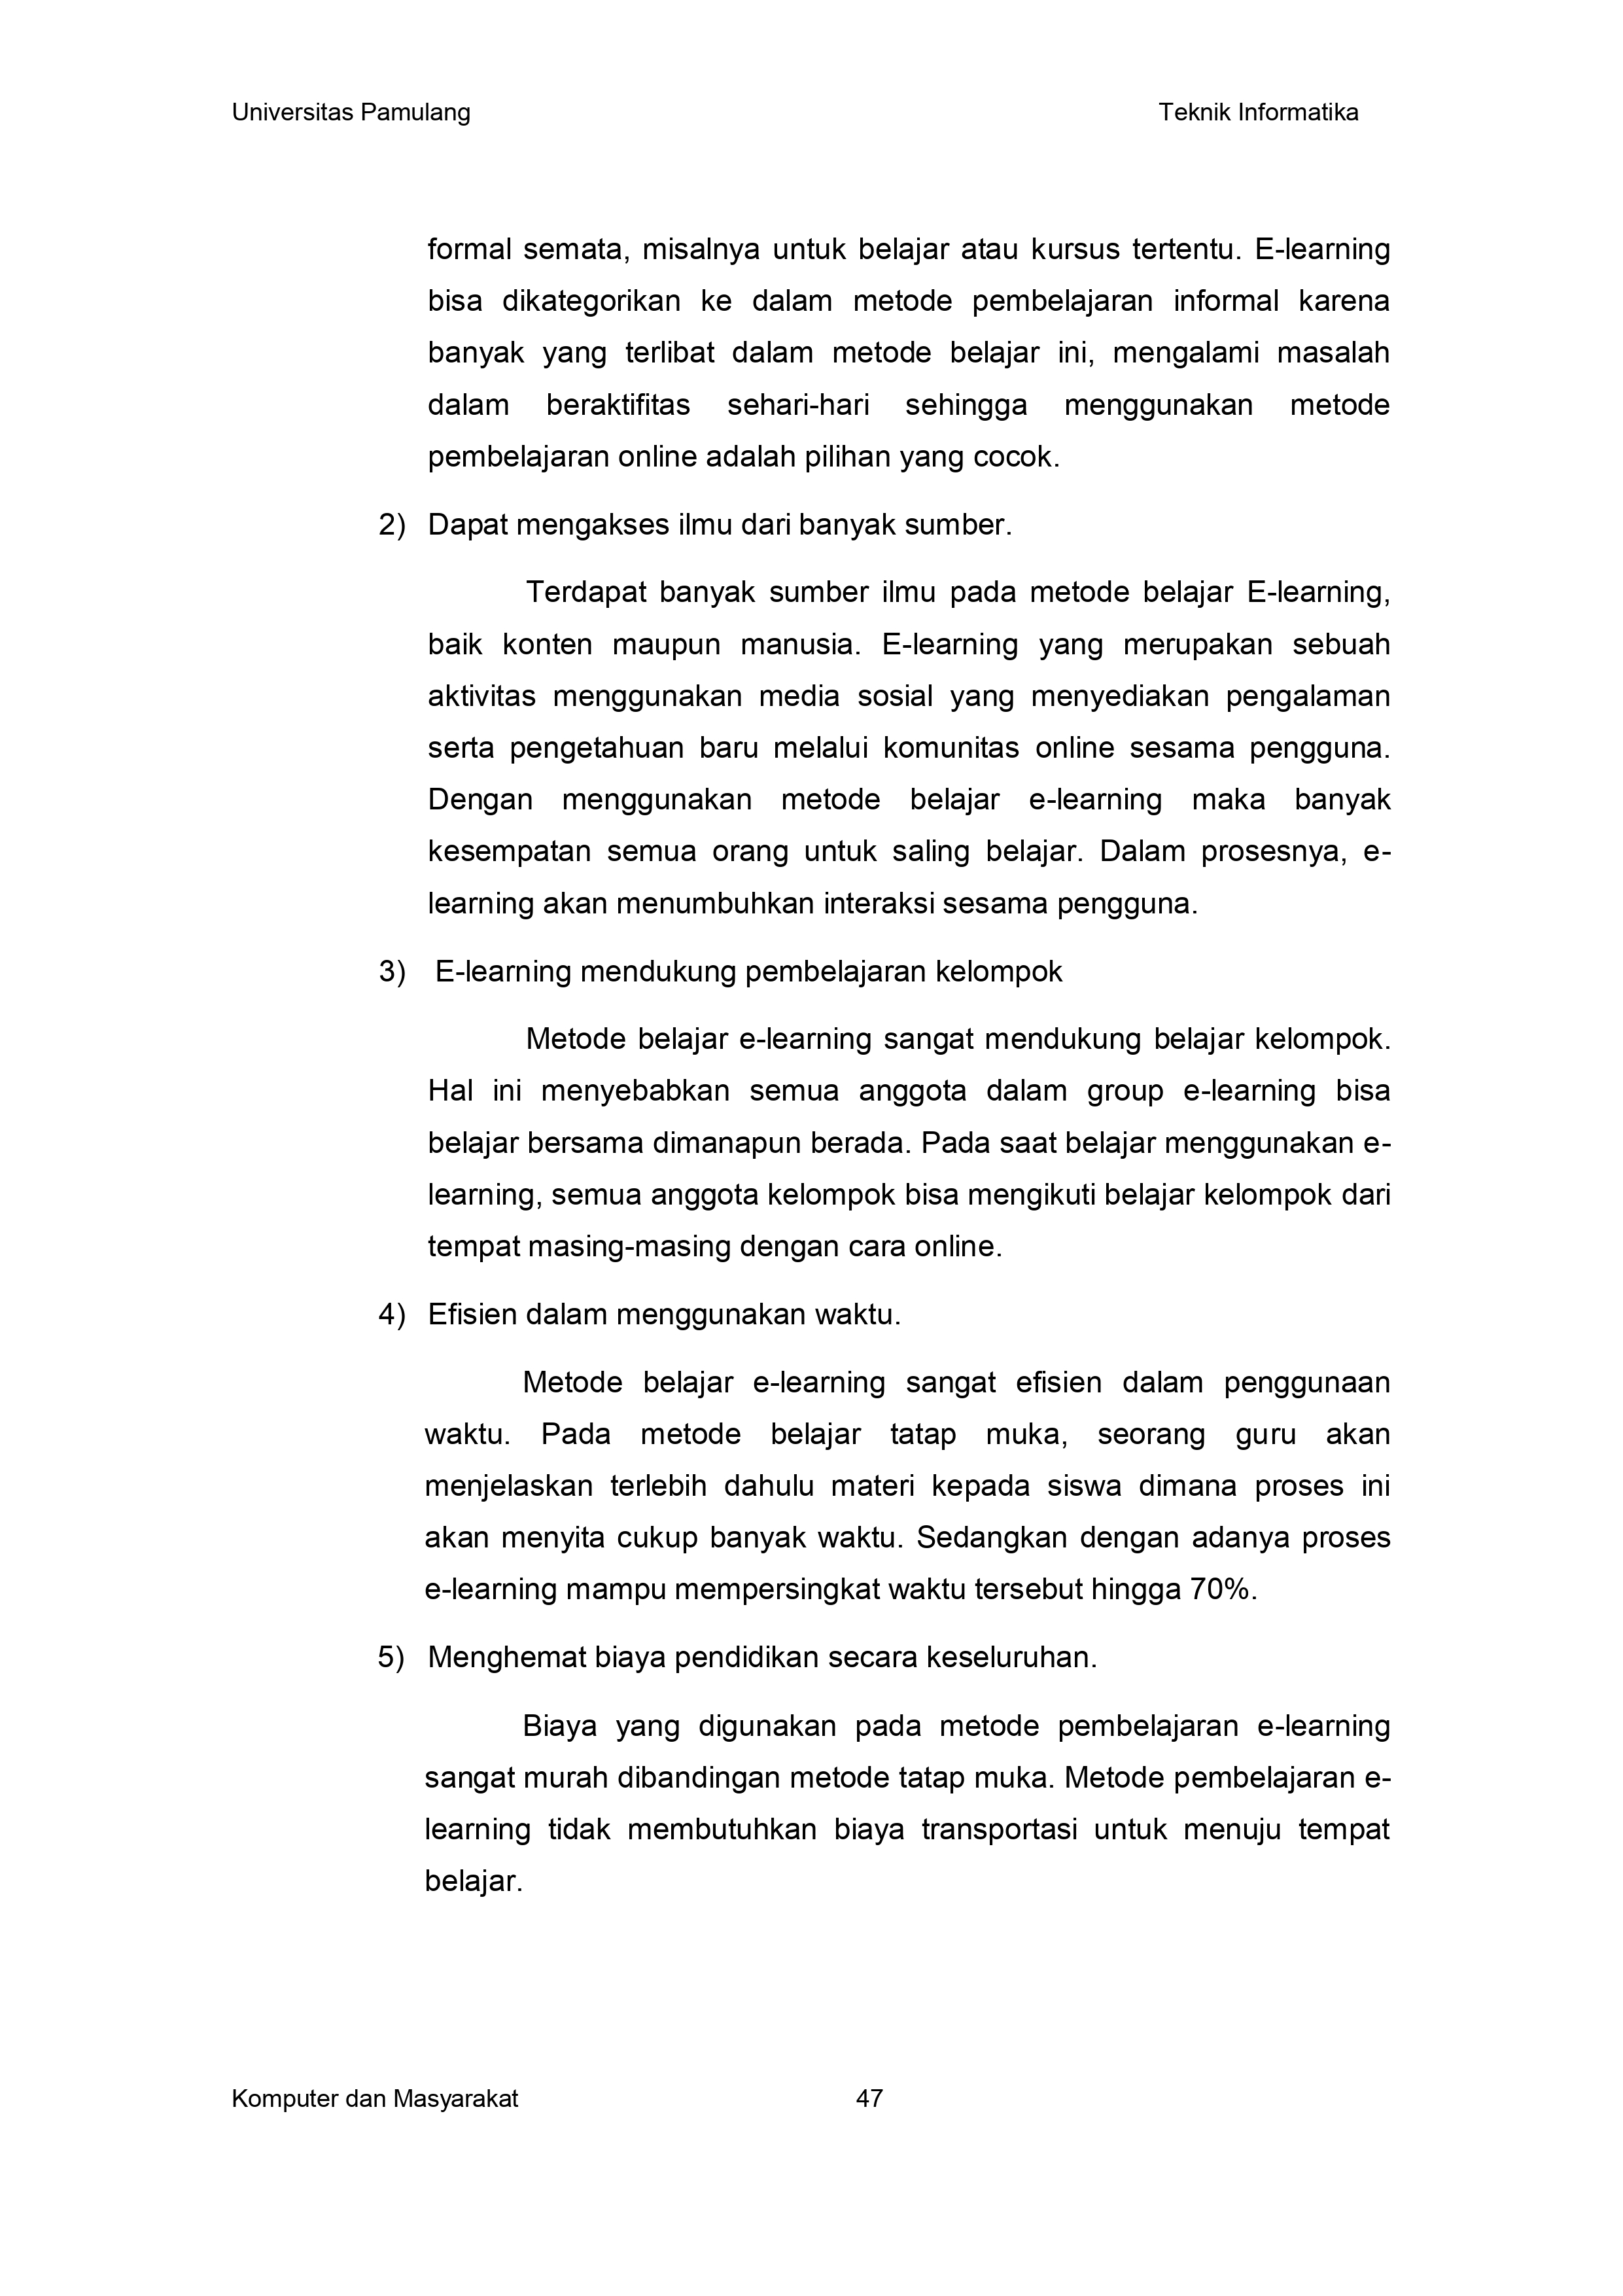 Universitas Pamulang Teknik Informatika
formal semata, misalnya untuk belajar atau kursus tertentu. E-learning
bisa dikategorikan ke dalam metode pembelajaran informal karena
banyak yang terlibat dalam metode belajar ini, mengalami masalah
dalam beraktifitas sehari-hari sehingga menggunakan metode
pembelajaran online adalah pilihan yang cocok.
2) Dapat mengakses ilmu dari banyak sumber.
Terdapat banyak sumber ilmu pada metode belajar E-learning,
baik konten maupun manusia. E-learning yang merupakan sebuah
aktivitas menggunakan media sosial yang menyediakan pengalaman
serta pengetahuan baru melalui komunitas online sesama pengguna.
Dengan menggunakan metode belajar e-learning maka banyak
kesempatan semua orang untuk saling belajar. Dalam prosesnya, e-
learning akan menumbuhkan interaksi sesama pengguna.
3) E-learning mendukung pembelajaran kelompok
Metode belajar e-learning sangat mendukung belajar kelompok.
Hal ini menyebabkan semua anggota dalam group e-learning bisa
belajar bersama dimanapun berada. Pada saat belajar menggunakan e-
learning, semua anggota kelompok bisa mengikuti belajar kelompok dari
tempat masing-masing dengan cara online.
4) Efisien dalam menggunakan waktu.
Metode belajar e-learning sangat efisien dalam penggunaan
waktu. Pada metode belajar tatap muka, seorang guru akan
menjelaskan terlebih dahulu materi kepada siswa dimana proses ini
akan menyita cukup banyak waktu. Sedangkan dengan adanya proses
e-learning mampu mempersingkat waktu tersebut hingga 70%.
5) Menghemat biaya pendidikan secara keseluruhan.
Biaya yang digunakan pada metode pembelajaran e-learning
sangat murah dibandingan metode tatap muka. Metode pembelajaran e-
learning tidak membutuhkan biaya transportasi untuk menuju tempat
belajar.
Komputer dan Masyarakat 47